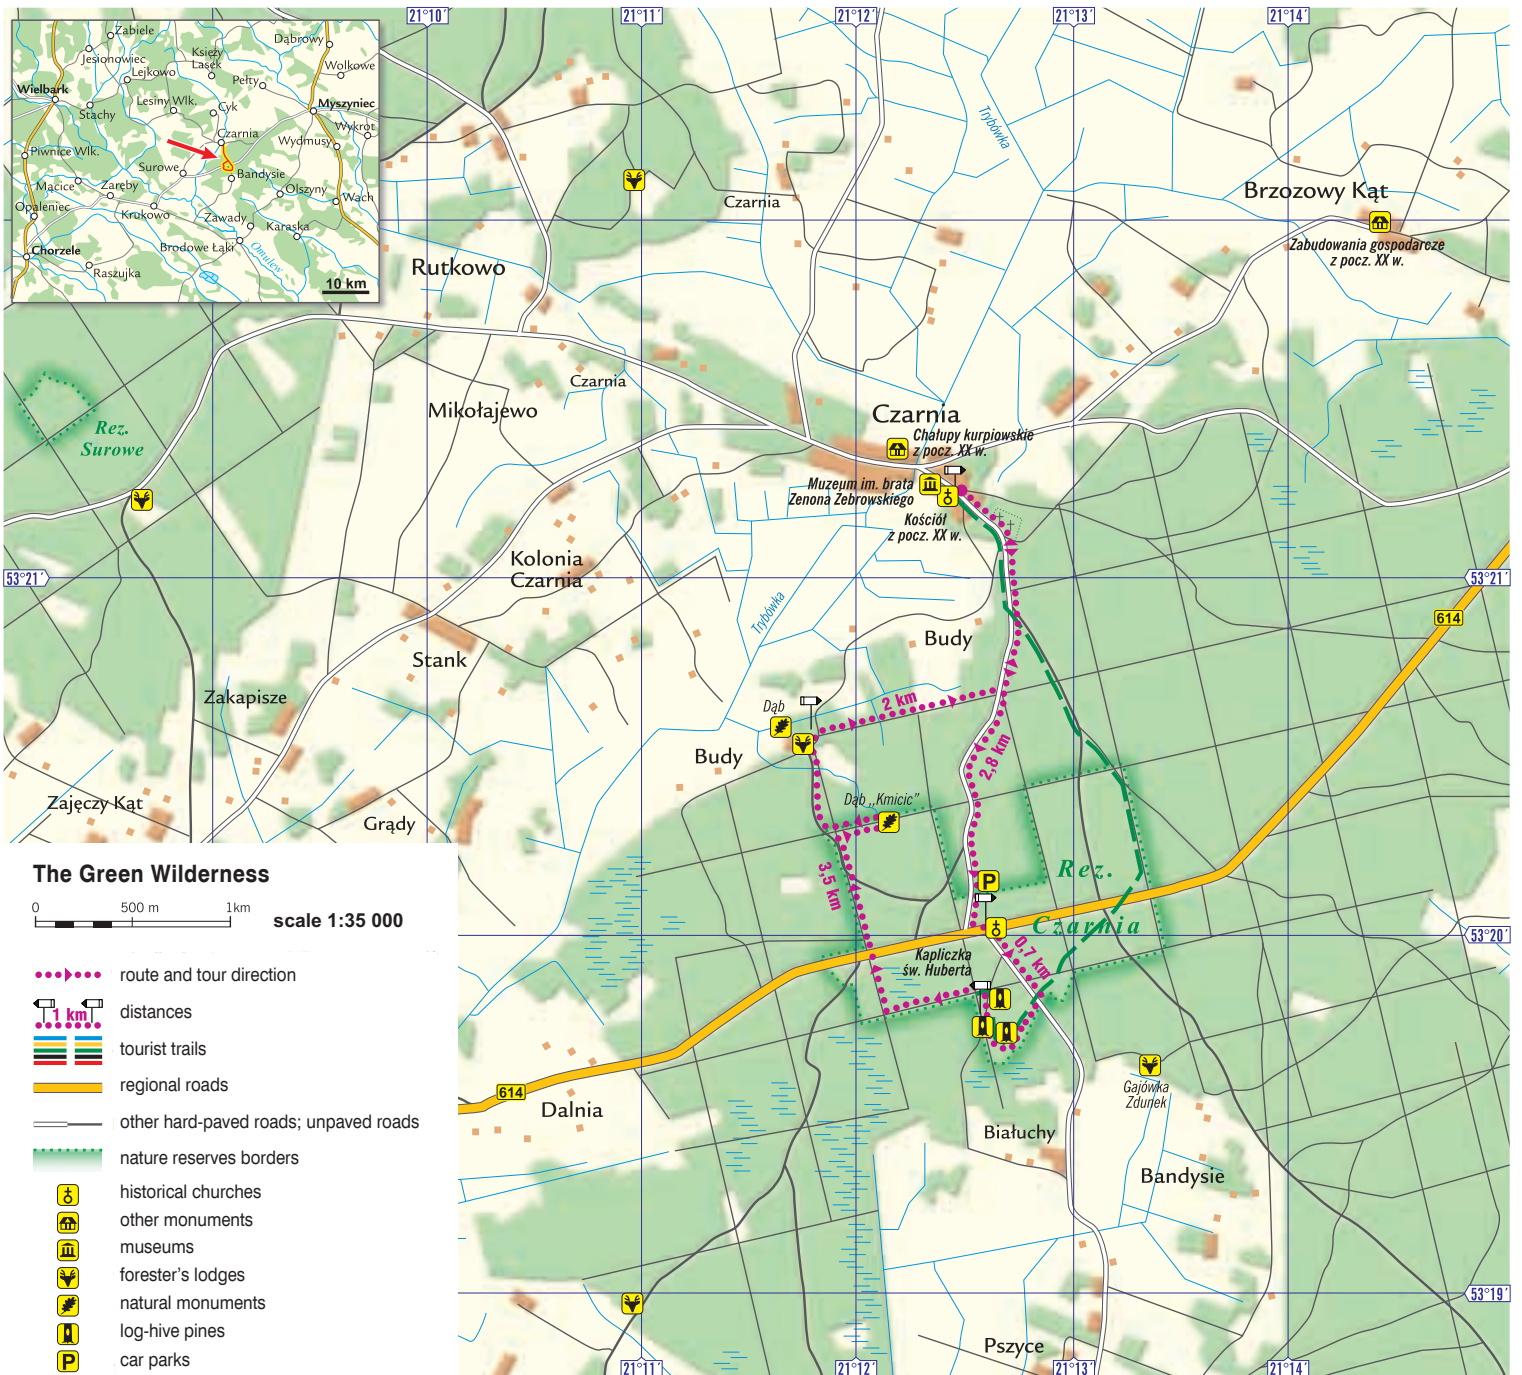 21°10´
21°11´
21°12´
21°13´
21°14´
Zabiele
Dąbrowy
Jesionowiec
Księży
Lasek
Lejkowo
Wolkowe
Pełty
Wielbark
Lesiny Wlk.
Cyk
Myszyniec
Stachy
Czarnia
Wykrot
Wydmusy
Piwnice Wlk.
Surowe
Bandysie
Macice
Zaręby
Olszyny
Opaleniec
Krukowo
Zawady
Wach
Karaska
Chorzele
Brodowe Łąki
Omulew
Raszujka
10 km
Trybówka
Czarnia
Brzozowy Kąt
Zabudowania gospodarcze
z pocz. XX w.
Rutkowo
Czarnia
Mikołajewo
Rez.
Surowe
Czarnia
Chałupy kurpiowskie
z pocz. XX w.
Muzeum im. brata
Zenona Żebrowskiego
Kościół
z pocz. XX w.
Kolonia
Czarnia
53°21´
53°21´
614
Trybówka
Budy
Stank
Zakapisze
2 km
Dąb
Budy
2,8 km
Dąb „Kmicic”
Zajęczy Kąt
Grądy
3,5 km
P
Rez.
Czarnia
53°20´
Kapliczka
św. Huberta
0,7 km
614
Dalnia
Gajówka
Zdunek
Białuchy
Bandysie
53°19´
Pszyce
21°11´
21°12´
21°13´
21°14´
The Green Wilderness
0 500 m 1km
scale 1:35 000
route and tour direction
1 km
distances
tourist trails
regional roads
other hard-paved roads; unpaved roads
nature reserves borders
historical churches
other monuments
museums
forester's lodges
natural monuments
log-hive pines
P
car parks